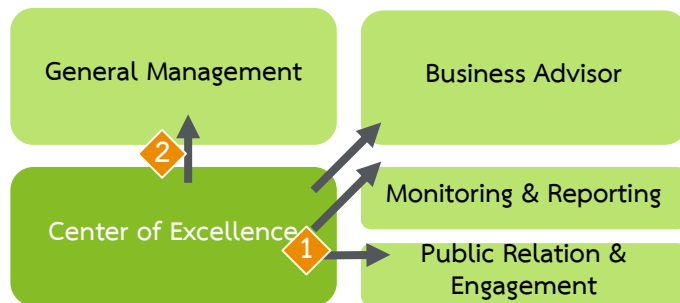 General Management
Business Advisor
2
Center of Excellence
1
Monitoring & Reporting
Public Relation &
Engagement